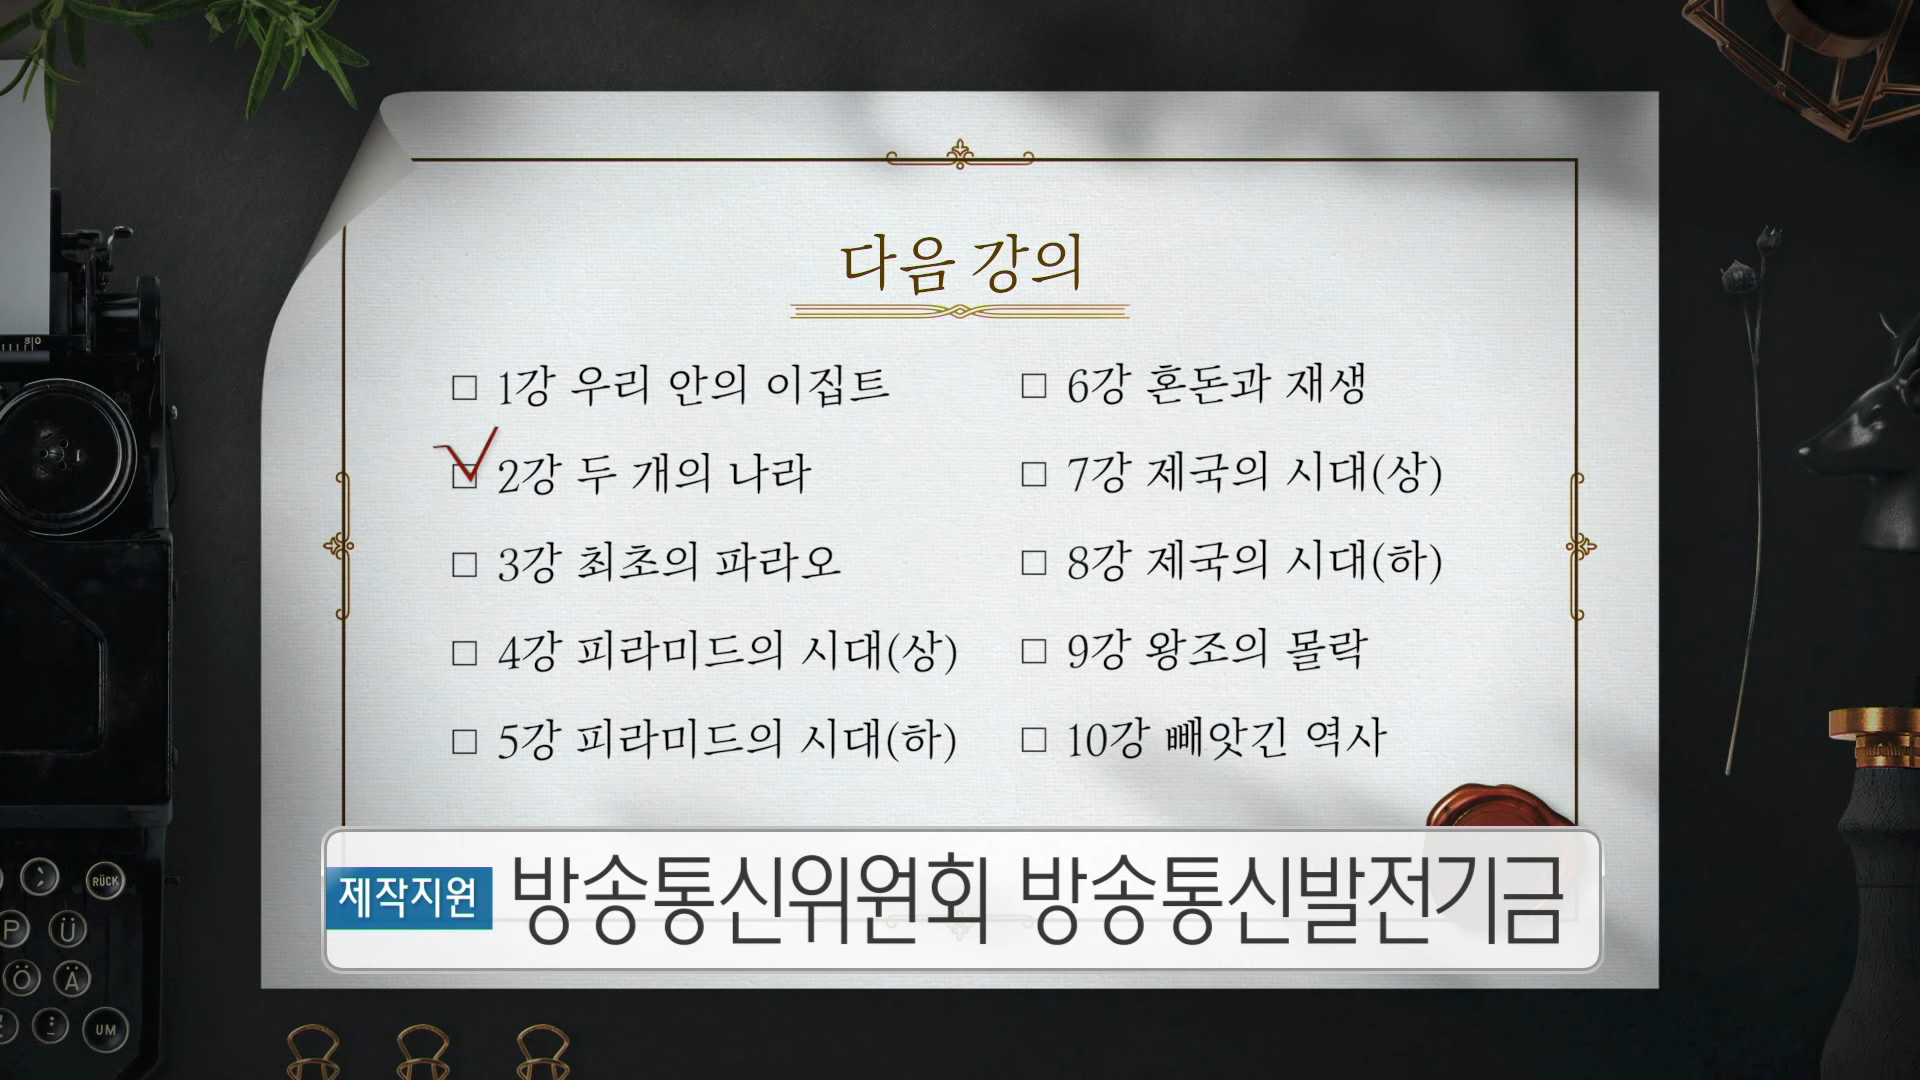 다음 강의
□ 1강 우리 안의 이집트
□ 2강 두 개의 나라
□ 3강 최초의 파라오
□ 4강 피라미드의 시대(상)
□ 5강 피라미드의 시대(하)
□ 6강 혼돈과 재생
□ 7강 제국의 시대(상)
□ 8강 제국의 시대(하)
□ 9강 왕조의 몰락
□ 10강 빼앗긴 역사
제작지원 방송통신위원회 방송통신발전기금
80
RÜCK
P Ü
Ö Ä
UM